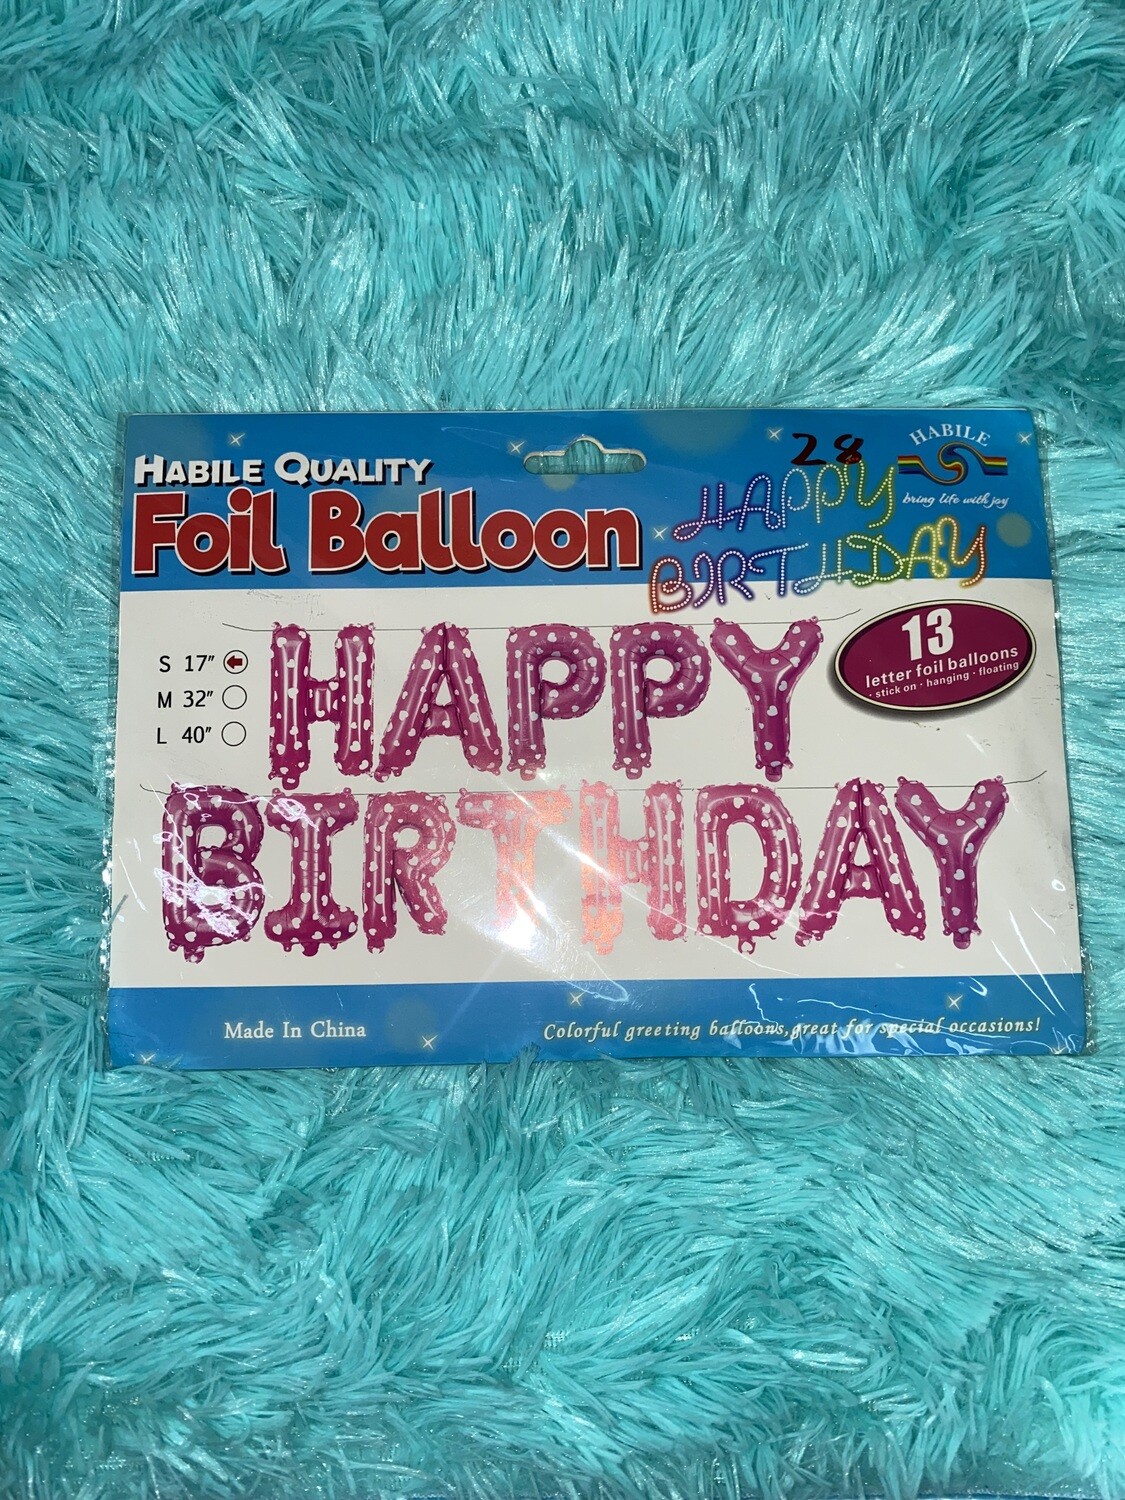 28
HABILE
bring life with joy
HABILE QUALITY
Foil Balloon
HAPPY
BIRTHDAY
S 17"
M 32"
L 40"
HAPPY
13
letter foil balloons
· stick on · hanging · floating
BIRTHDAY
Made In China
Colorful greeting balloons,great for special occasions!